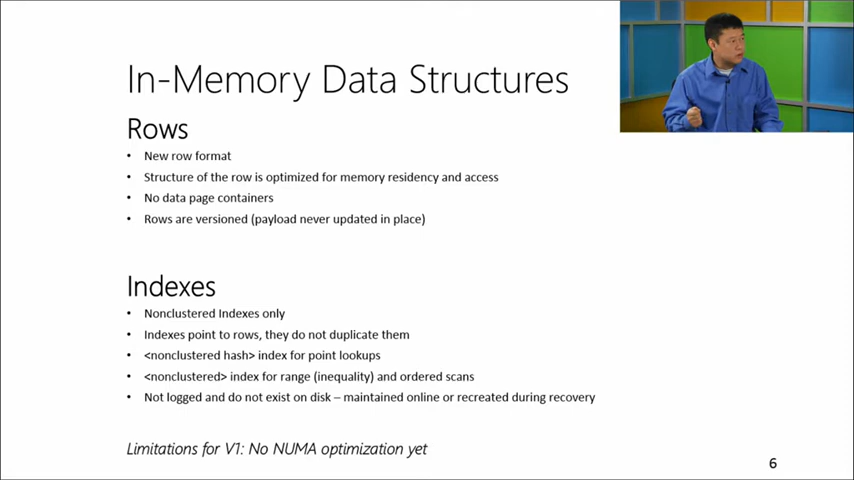 In-Memory Data Structures
Rows
• New row format
• Structure of the row is optimized for memory residency and access
• No data page containers
• Rows are versioned (payload never updated in place)
Indexes
• Nonclustered Indexes only
• Indexes point to rows, they do not duplicate them
• <nonclustered hash> index for point lookups
• <nonclustered> index for range (inequality) and ordered scans
• Not logged and do not exist on disk – maintained online or recreated during recovery
Limitations for V1: No NUMA optimization yet
6